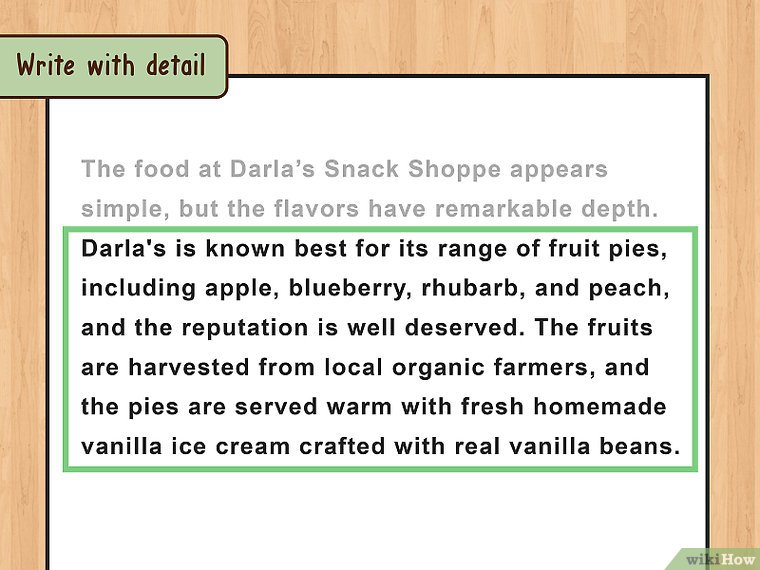 Write with detail
The food at Darla’s Snack Shoppe appears
simple, but the flavors have remarkable depth.
Darla's is known best for its range of fruit pies,
including apple, blueberry, rhubarb, and peach,
and the reputation is well deserved. The fruits
are harvested from local organic farmers, and
the pies are served warm with fresh homemade
vanilla ice cream crafted with real vanilla beans.
wikiHow